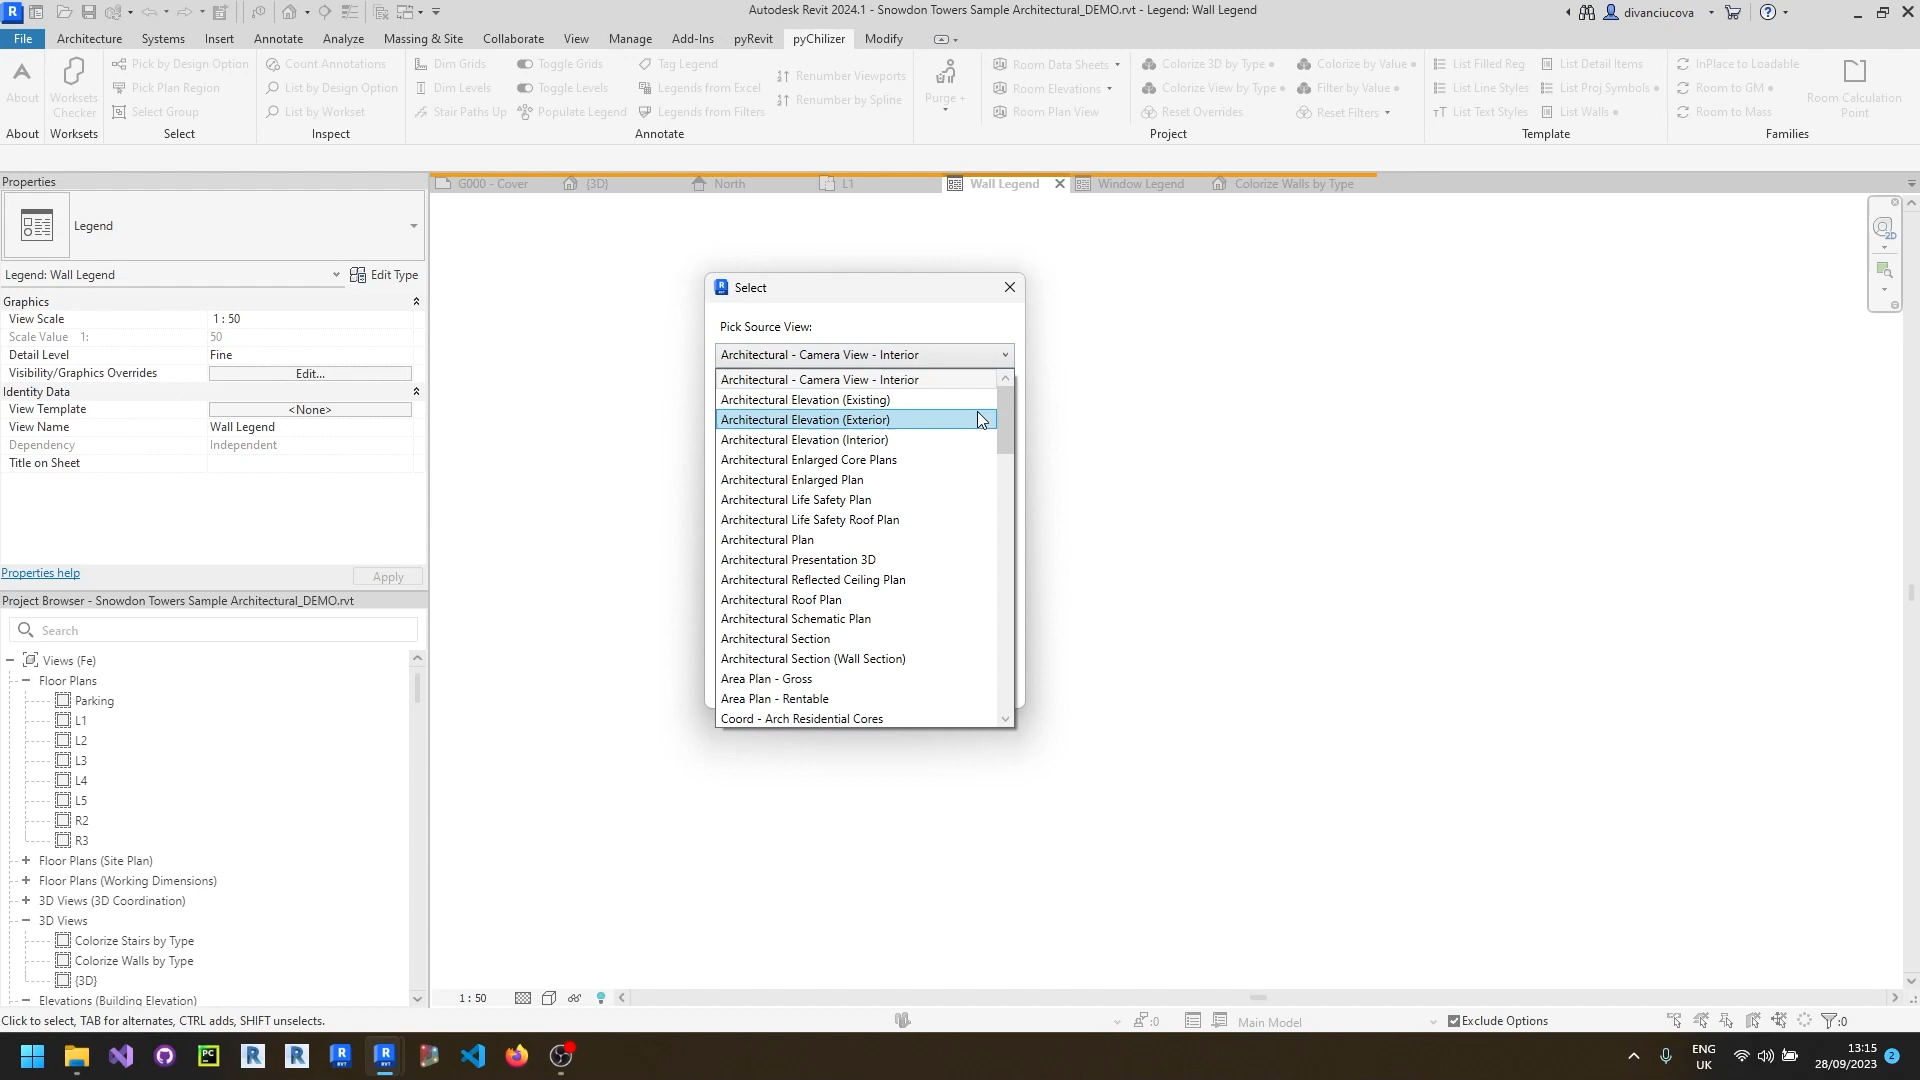 Autodesk Revit 2024.1 - Snowdon Towers Sample Architectural_DEMO.rvt - Legend: Wall Legend
divanciucova
File Architecture Systems Insert Annotate Analyze Massing & Site Collaborate View Manage Add-Ins pyRevit pyChilizer Modify
Pick by Design Option Count Annotations Dim Grids Toggle Grids Tag Legend Room Data Sheets Colorize 3D by Type Colorize by Value List Filled Reg List Detail Items InPlace to Loadable
Renumber Viewports
Pick Plan Region List by Design Option Dim Levels Toggle Levels Legends from Excel Room Elevations Colorize View by Type Filter by Value List Line Styles List Proj Symbols Room to GM
About Worksets Checker Purge Room Calculation Point
Renumber by Spline
Select Group List by Workset Stair Paths Up Populate Legend Legends from Filters Room Plan View Reset Overrides Reset Filters List Text Styles List Walls Room to Mass
About Worksets Select Inspect Annotate Project Template Families
Properties
G000 - Cover {3D} North L1 Wall Legend Window Legend Colorize Walls by Type
Legend
Legend: Wall Legend Edit Type
Graphics
View Scale 1 : 50
Scale Value 1: 50
Detail Level Fine
Visibility/Graphics Overrides Edit...
Identity Data
View Template <None>
View Name Wall Legend
Dependency Independent
Title on Sheet
Properties help Apply
Project Browser - Snowdon Towers Sample Architectural_DEMO.rvt
Search
Views (Fe)
Floor Plans
Parking
L1
L2
L3
L4
L5
R2
R3
Floor Plans (Site Plan)
Floor Plans (Working Dimensions)
3D Views (3D Coordination)
3D Views
Colorize Stairs by Type
Colorize Walls by Type
{3D}
Elevations (Building Elevation)
Select
Pick Source View:
Architectural - Camera View - Interior
Architectural - Camera View - Interior
Architectural Elevation (Existing)
Architectural Elevation (Exterior)
Architectural Elevation (Interior)
Architectural Enlarged Core Plans
Architectural Enlarged Plan
Architectural Life Safety Plan
Architectural Life Safety Roof Plan
Architectural Plan
Architectural Presentation 3D
Architectural Reflected Ceiling Plan
Architectural Roof Plan
Architectural Schematic Plan
Architectural Section
Architectural Section (Wall Section)
Area Plan - Gross
Area Plan - Rentable
Coord - Arch Residential Cores
2D
1 : 50
Click to select, TAB for alternates, CTRL adds, SHIFT unselects.
:0 Main Model Exclude Options :0
ENG
UK
13:15
28/09/2023
2